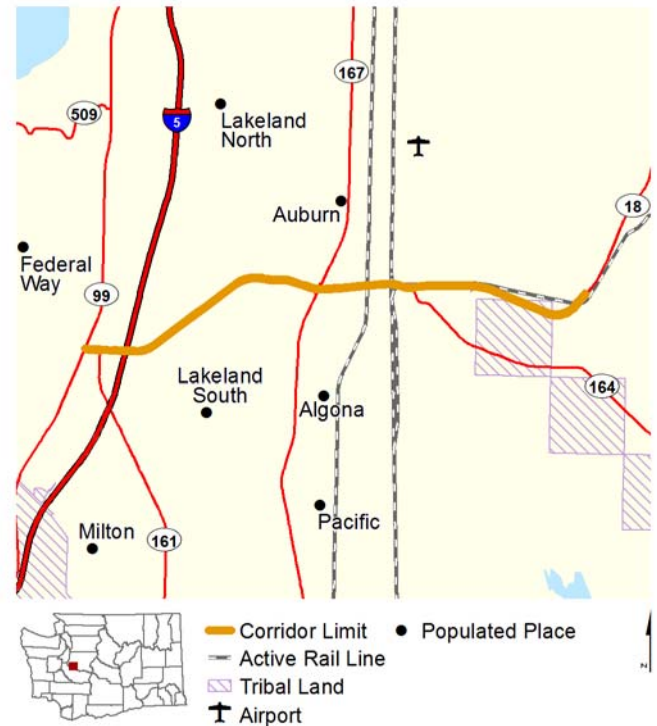 167
509
5
Lakeland
North
Auburn
18
Federal
Way
99
Lakeland
South
Algona
164
Pacific
Milton
161
Corridor Limit
Populated Place
Active Rail Line
Tribal Land
Airport
N